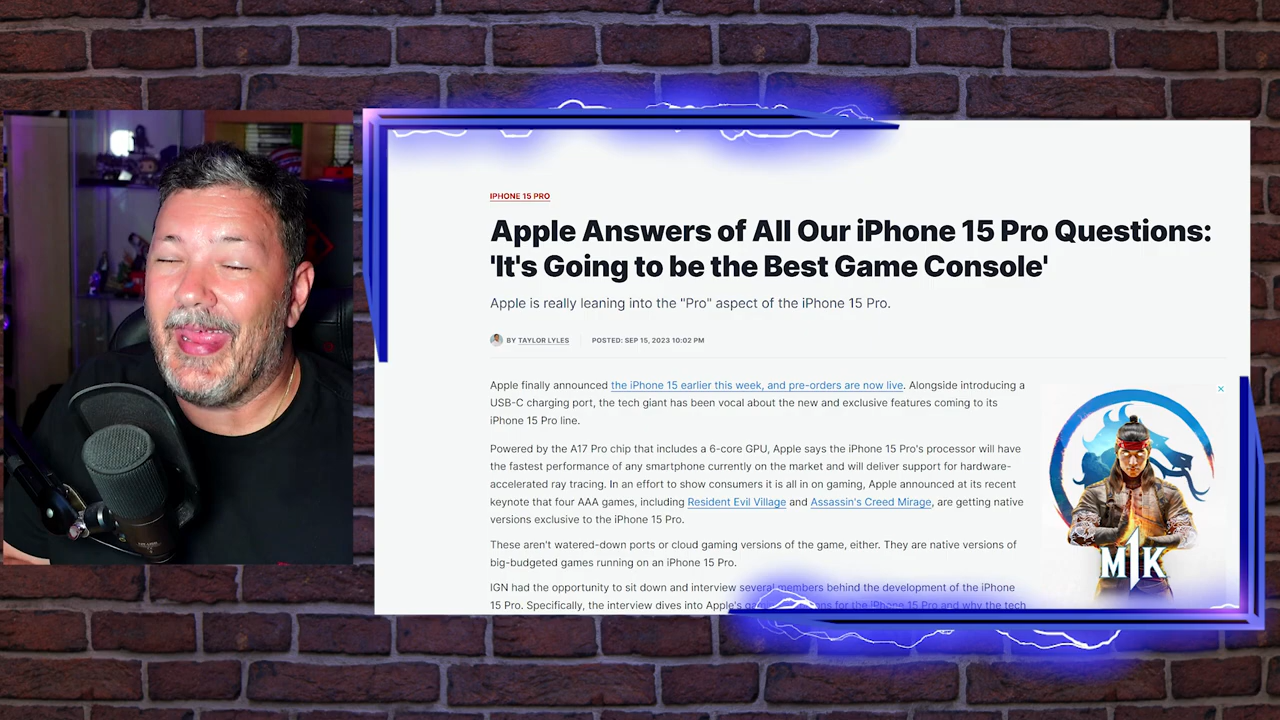 IPHONE 15 PRO
Apple Answers of All Our iPhone 15 Pro Questions:
'It's Going to be the Best Game Console'
Apple is really leaning into the "Pro" aspect of the iPhone 15 Pro.
BY TAYLOR LYLES POSTED: SEP 15, 2023 10:02 PM
Apple finally announced the iPhone 15 earlier this week, and pre-orders are now live. Alongside introducing a
USB-C charging port, the tech giant has been vocal about the new and exclusive features coming to its
iPhone 15 Pro line.
Powered by the A17 Pro chip that includes a 6-core GPU, Apple says the iPhone 15 Pro's processor will have
the fastest performance of any smartphone currently on the market and will deliver support for hardware-
accelerated ray tracing. In an effort to show consumers it is all in on gaming, Apple announced at its recent
keynote that four AAA games, including Resident Evil Village and Assassin's Creed Mirage, are getting native
versions exclusive to the iPhone 15 Pro.
These aren't watered-down ports or cloud gaming versions of the game, either. They are native versions of
big-budgeted games running on an iPhone 15 Pro.
IGN had the opportunity to sit down and interview several members behind the development of the iPhone
15 Pro. Specifically, the interview dives into Apple's for the iPhone 15 Pro and why the tech
M1K